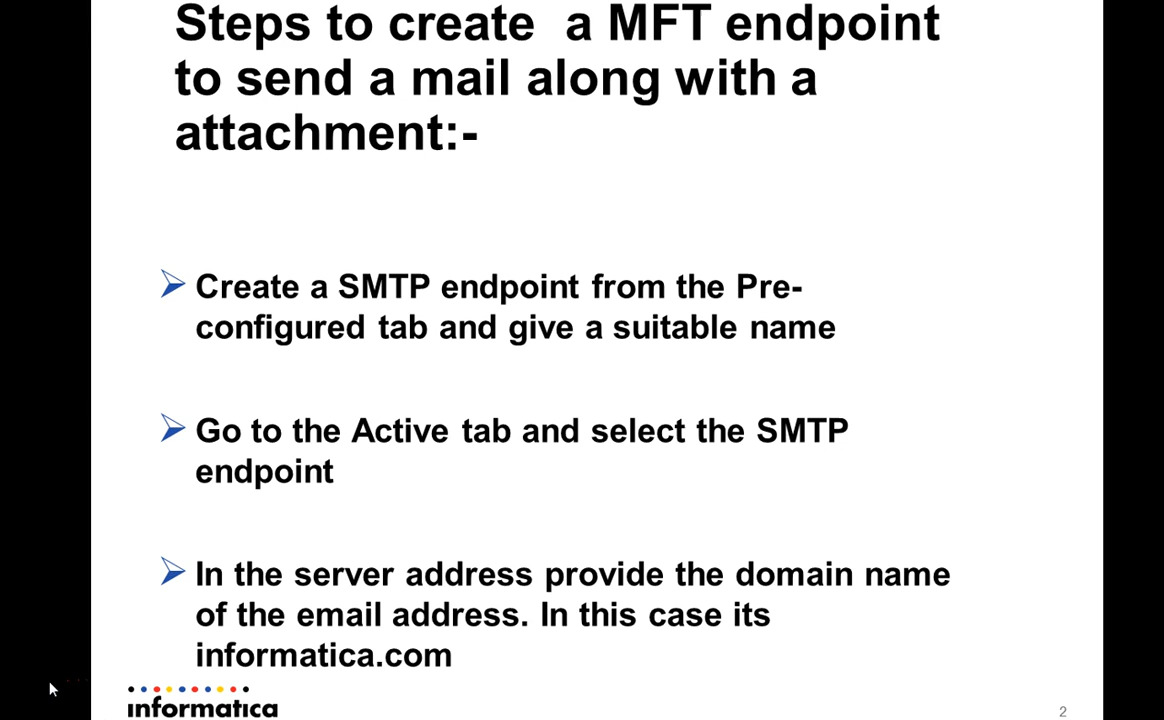 Steps to create  a MFT endpoint
to send a mail along with a
attachment:-
Create a SMTP endpoint from the Pre-
configured tab and give a suitable name
Go to the Active tab and select the SMTP
endpoint
In the server address provide the domain name
of the email address. In this case its
informatica.com
informatica
2